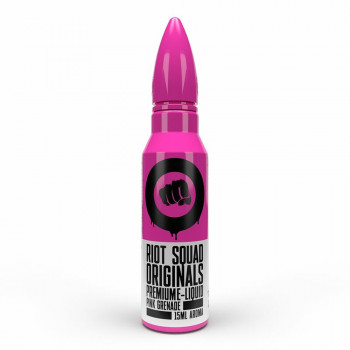 RIOT SQUAD
ORIGINALS
PREMIUME-LIQUID
PINK GRENADE
15ML AROMA